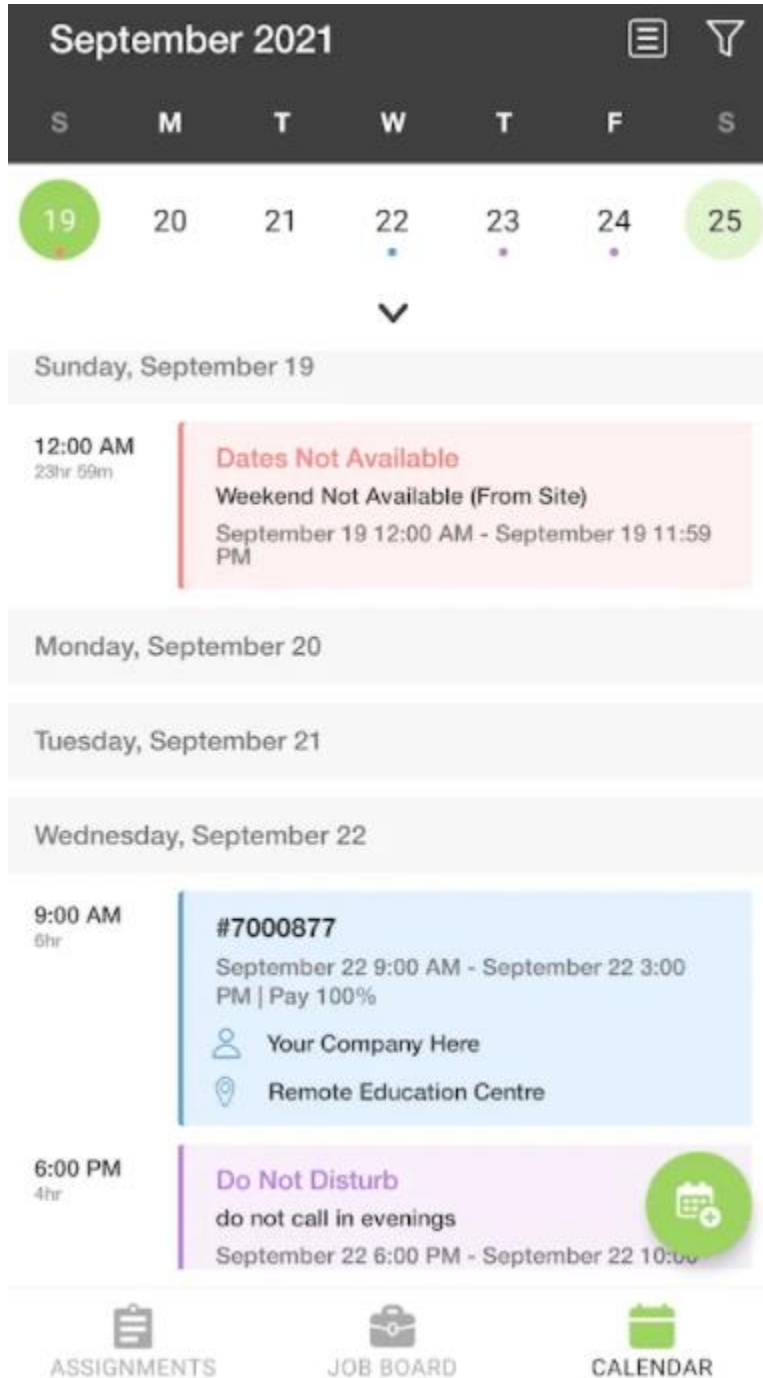 September 2021
S M T W T F S
19 20 21 22 23 24 25
Sunday, September 19
12:00 AM
23hr 59m
Dates Not Available
Weekend Not Available (From Site)
September 19 12:00 AM - September 19 11:59
PM
Monday, September 20
Tuesday, September 21
Wednesday, September 22
9:00 AM
6hr
#7000877
September 22 9:00 AM - September 22 3:00
PM | Pay 100%
Your Company Here
Remote Education Centre
6:00 PM
4hr
Do Not Disturb
do not call in evenings
September 22 6:00 PM - September 22 10:00
ASSIGNMENTS JOB BOARD CALENDAR